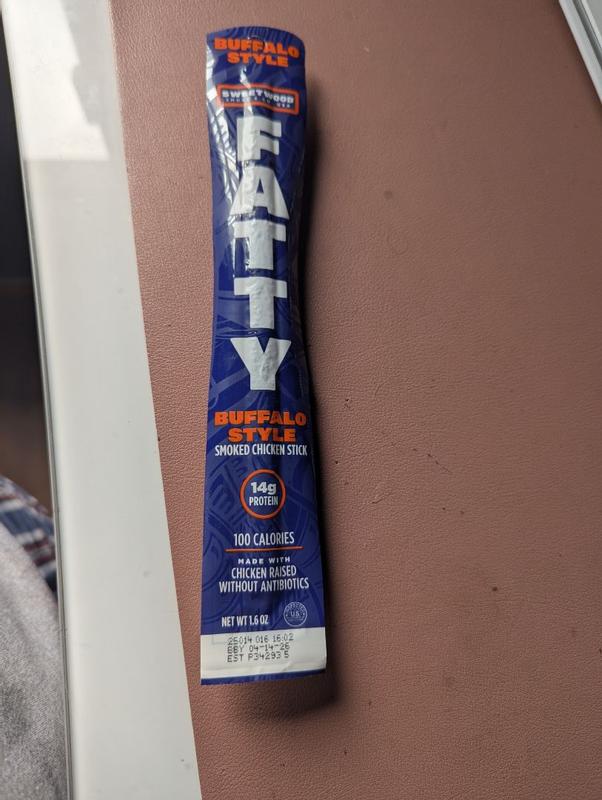 BUFFALO
STYLE
SWEETWOOD
FATTY
BUFFALO
STYLE
SMOKED CHICKEN STICK
14g
PROTEIN
100 CALORIES
MADE WITH
CHICKEN RAISED
WITHOUT ANTIBIOTICS
NET WT 1.6 OZ
U.S.
25014 016 16:02
BBY 04-14-26
EST P34293 5